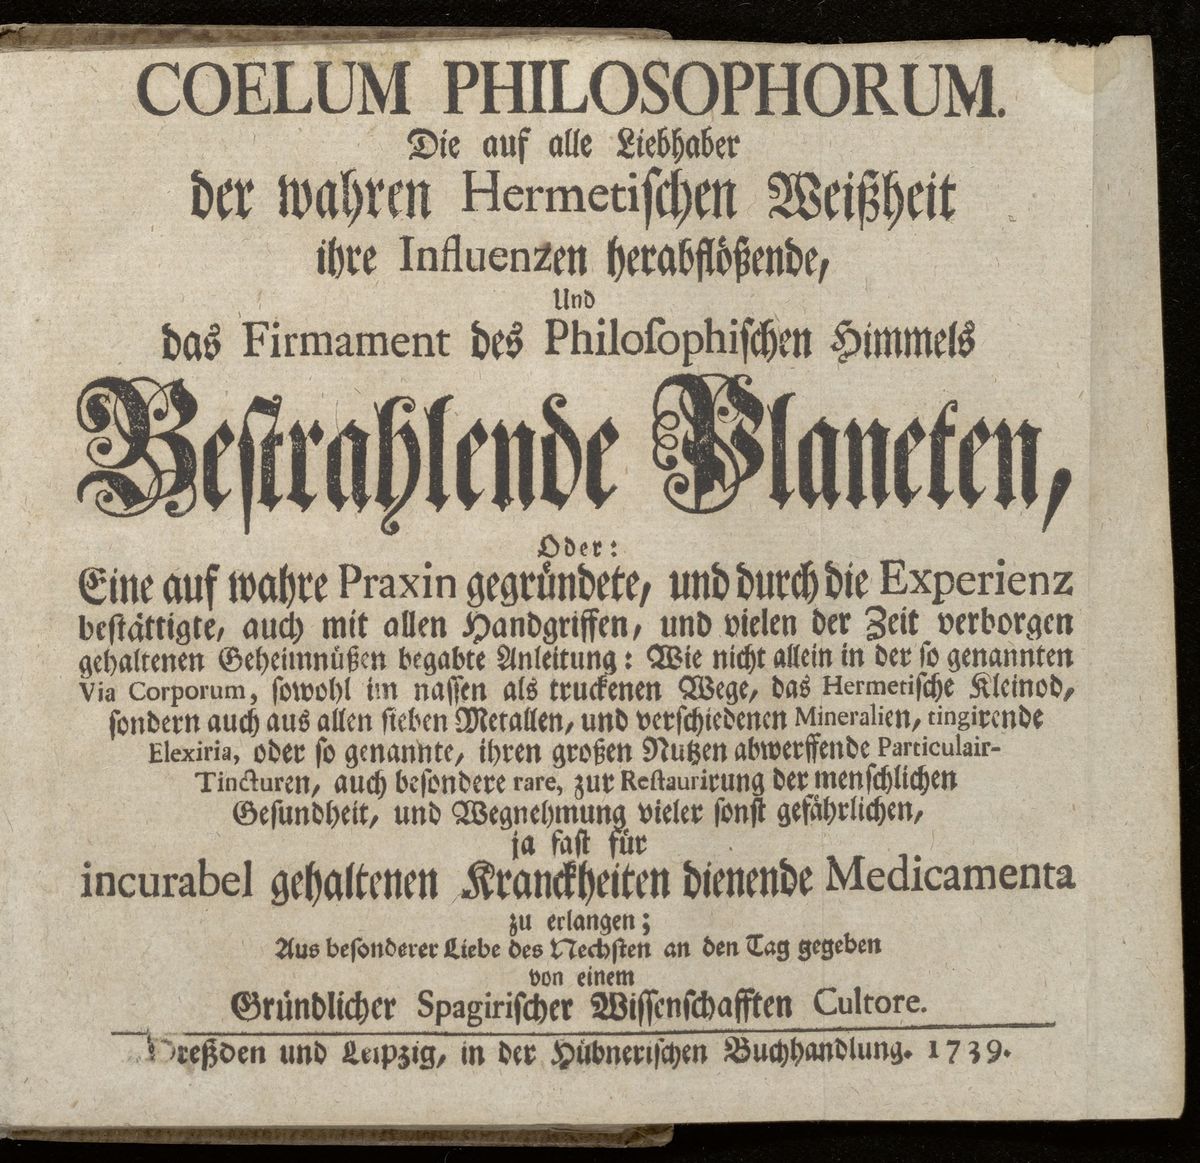 COELUM PHILOSOPHORUM.
Die auf alle Liebhaber
der wahren Hermetiſchen Weißheit
ihre Influenzen herabflößende,
Und
das Firmament des Philoſophiſchen Himmels
Beſtrahlende Planeten,
Oder:
Eine auf wahre Praxin gegründete, und durch die Experienz
beſtättigte, auch mit allen Handgriffen, und vielen der Zeit verborgen
gehaltenen Geheimnüßen begabte Anleitung: Wie nicht allein in der ſo genannten
Via Corporum, ſowohl im naſſen als truckenen Wege, das Hermetiſche Kleinod,
ſondern auch aus allen ſieben Metallen, und verſchiedenen Mineralien, tingirende
Elexiria, oder ſo genannte, ihren großen Nutzen abwerffende Particulair-
Tincturen, auch beſondere rare, zur Reſtaurirung der menſchlichen
Geſundheit, und Wegnehmung vieler ſonſt gefährlichen,
ja faſt für
incurabel gehaltenen Kranckheiten dienende Medicamenta
zu erlangen;
Aus beſonderer Liebe des Nechſten an den Tag gegeben
von einem
Gründlicher Spagiriſcher Wiſſenſchafften Cultore.
Dreßden und Leipzig, in der Hübneriſchen Buchhandlung. 1739.